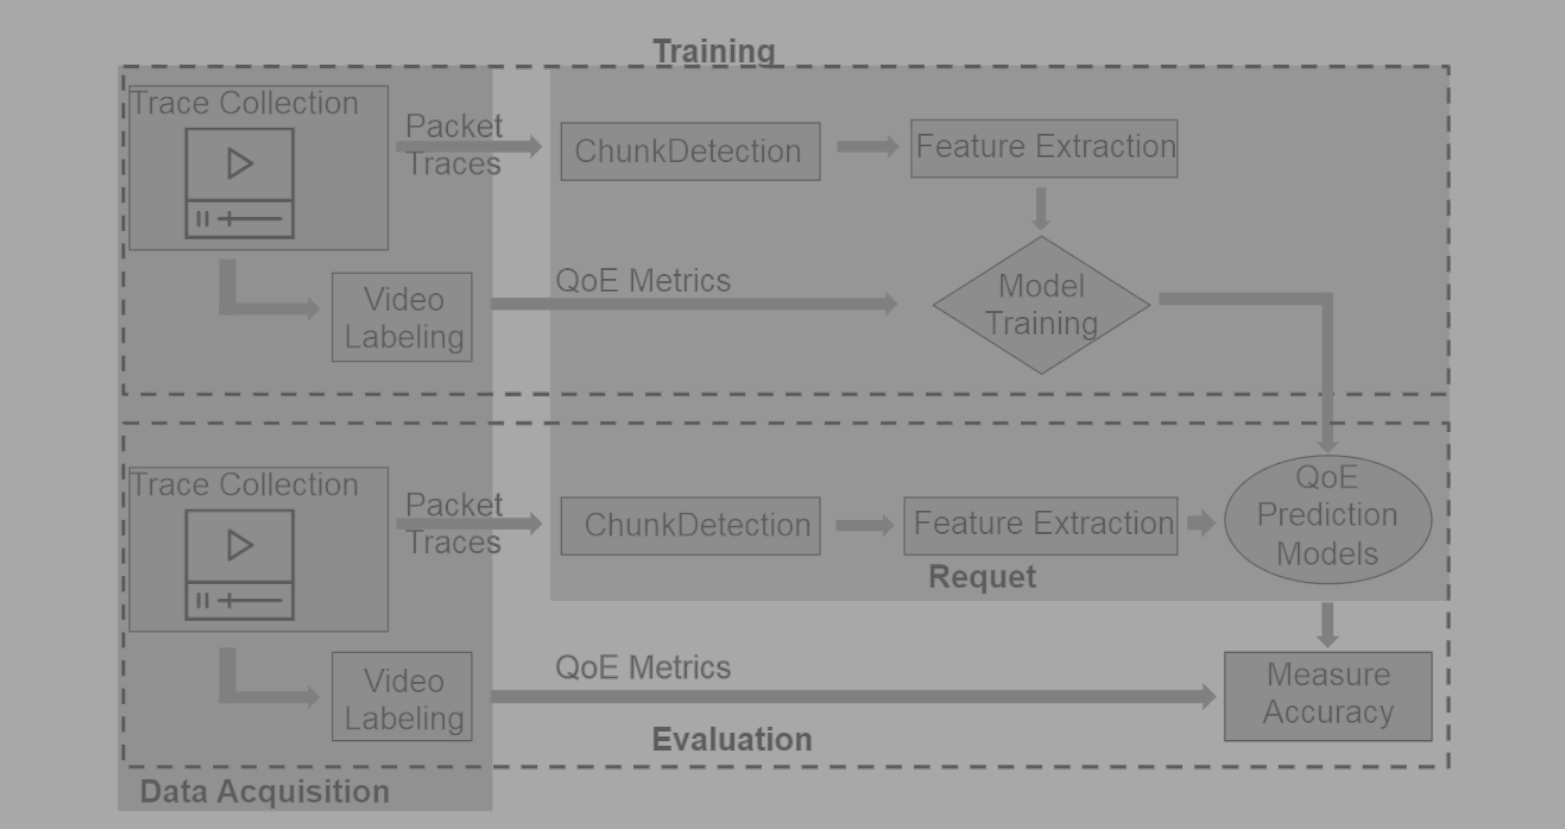 Training
Trace Collection
Packet
Traces
ChunkDetection
Feature Extraction
Video
Labeling
QoE Metrics
Model
Training
Trace Collection
Packet
Traces
ChunkDetection
Feature Extraction
QoE
Prediction
Models
Requet
Video
Labeling
QoE Metrics
Measure
Accuracy
Evaluation
Data Acquisition